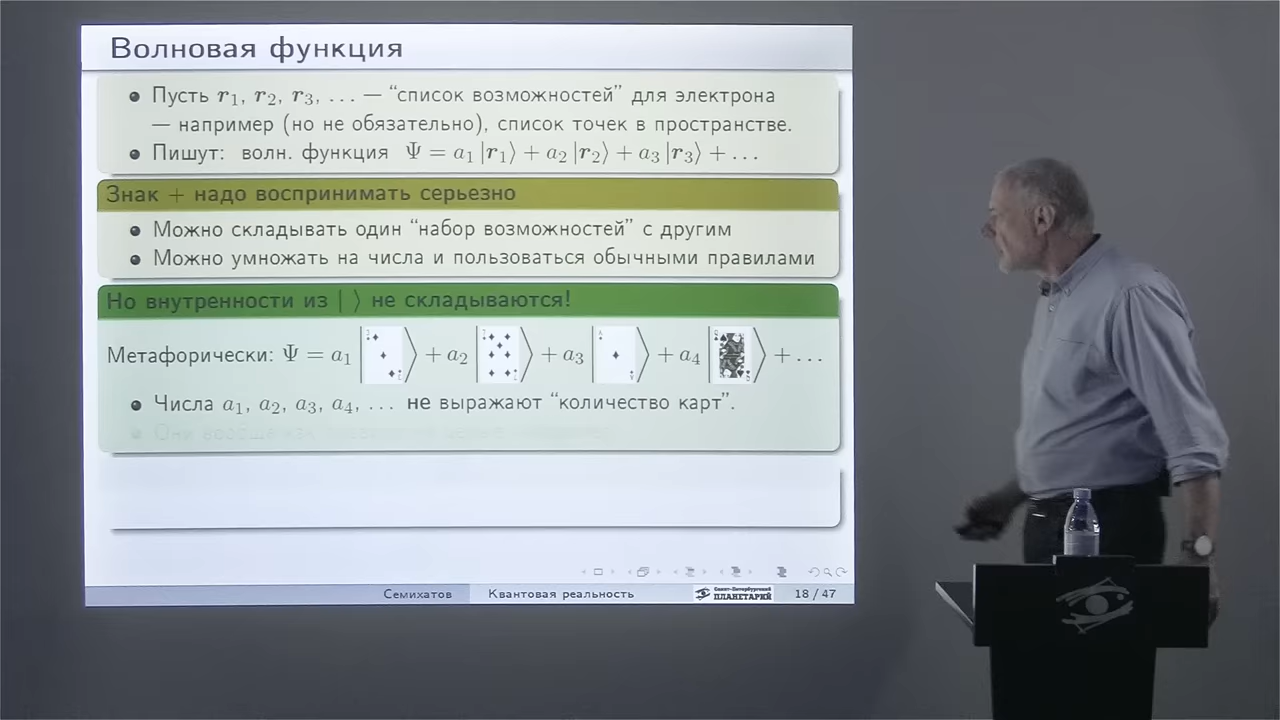 Волновая функция
• Пусть r₁, r₂, r₃, ... — “список возможностей” для электрона
— например (но не обязательно), список точек в пространстве.
• Пишут: волн. функция Ψ = a₁|r₁⟩ + a₂|r₂⟩ + a₃|r₃⟩ + ...
Знак + надо воспринимать серьезно
• Можно складывать один “набор возможностей” с другим
• Можно умножать на числа и пользоваться обычными правилами
Но внутренности из | ⟩ не складываются!
Метафорически: Ψ = a₁ | ⟩ + a₂ | ⟩ + a₃ | ⟩ + a₄ | ⟩ + ...
• Числа a₁, a₂, a₃, a₄, ... не выражают “количество карт”.
Семихатов Квантовая реальность Санкт-Петербургский ПЛАНЕТАРИЙ 18 / 47